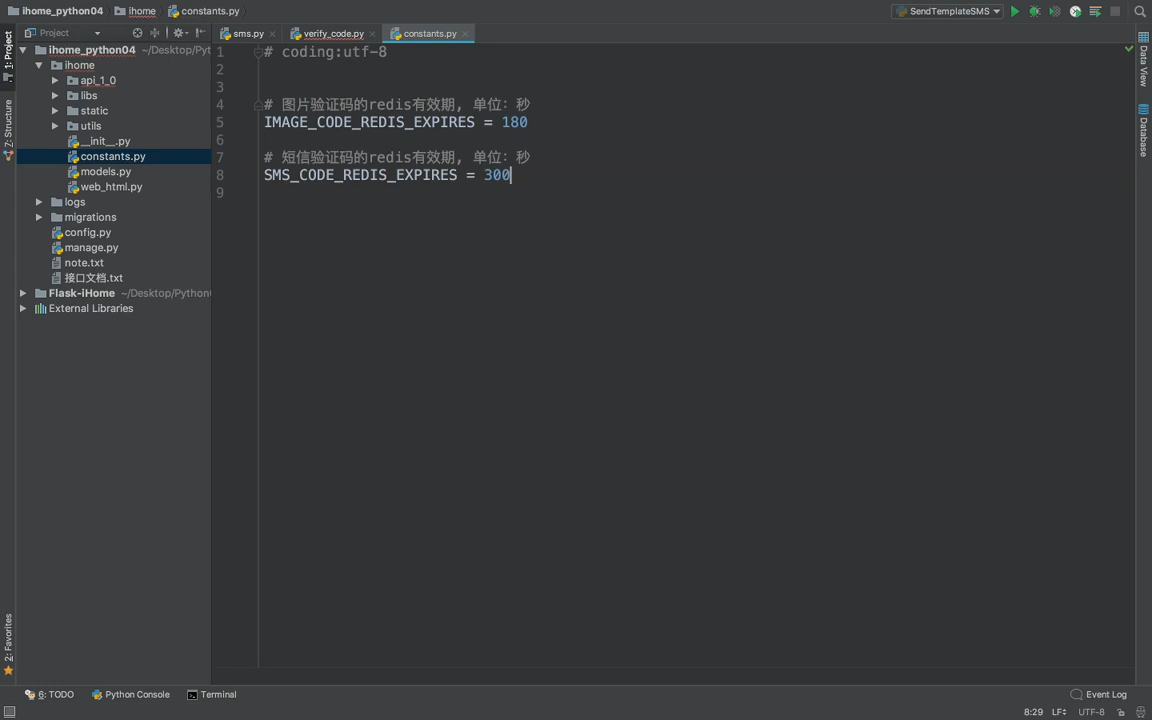 ihome_python04 ihome constants.py SendTemplateSMS
1: Project
Z: Structure
2: Favorites
Project
ihome_python04 ~/Desktop/Pyt
ihome
api_1_0
libs
static
utils
__init__.py
constants.py
models.py
web_html.py
logs
migrations
config.py
manage.py
note.txt
接口文档.txt
Flask-iHome ~/Desktop/Python
External Libraries
sms.py verify_code.py constants.py
1 # coding:utf-8
2
3
4 # 图片验证码的redis有效期, 单位: 秒
5 IMAGE_CODE_REDIS_EXPIRES = 180
6
7 # 短信验证码的redis有效期, 单位: 秒
8 SMS_CODE_REDIS_EXPIRES = 300
9
Data View
Database
6: TODO Python Console Terminal Event Log
8:29 LF UTF-8